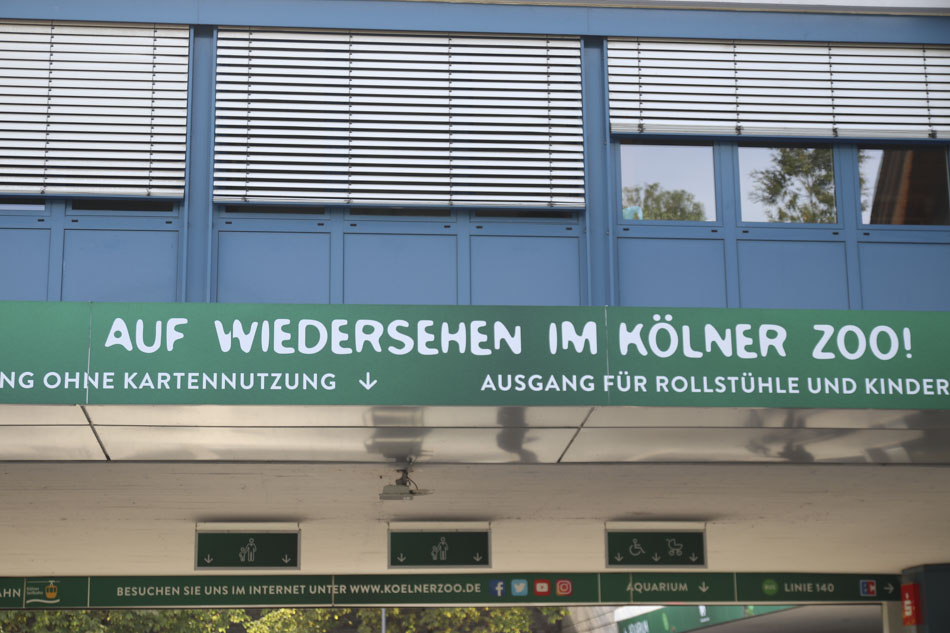 AUF WIEDERSEHEN IM KÖLNER ZOO!
NG OHNE KARTENNUTZUNG ↓ AUSGANG FÜR ROLLSTÜHLE UND KINDER
AHN BESUCHEN SIE UNS IM INTERNET UNTER WWW.KOELNERZOO.DE AQUARIUM ↓ LINIE 140